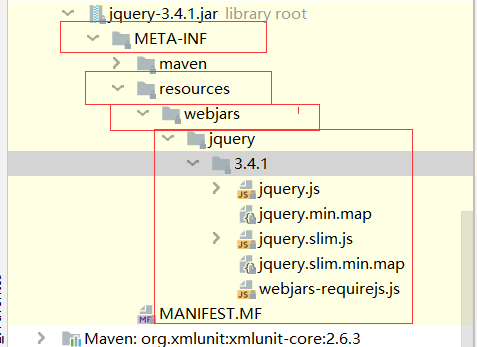 jquery-3.4.1.jar library root
META-INF
maven
resources
webjars
jquery
3.4.1
jquery.js
jquery.min.map
jquery.slim.js
jquery.slim.min.map
webjars-requirejs.js
MANIFEST.MF
Maven: org.xmlunit:xmlunit-core:2.6.3